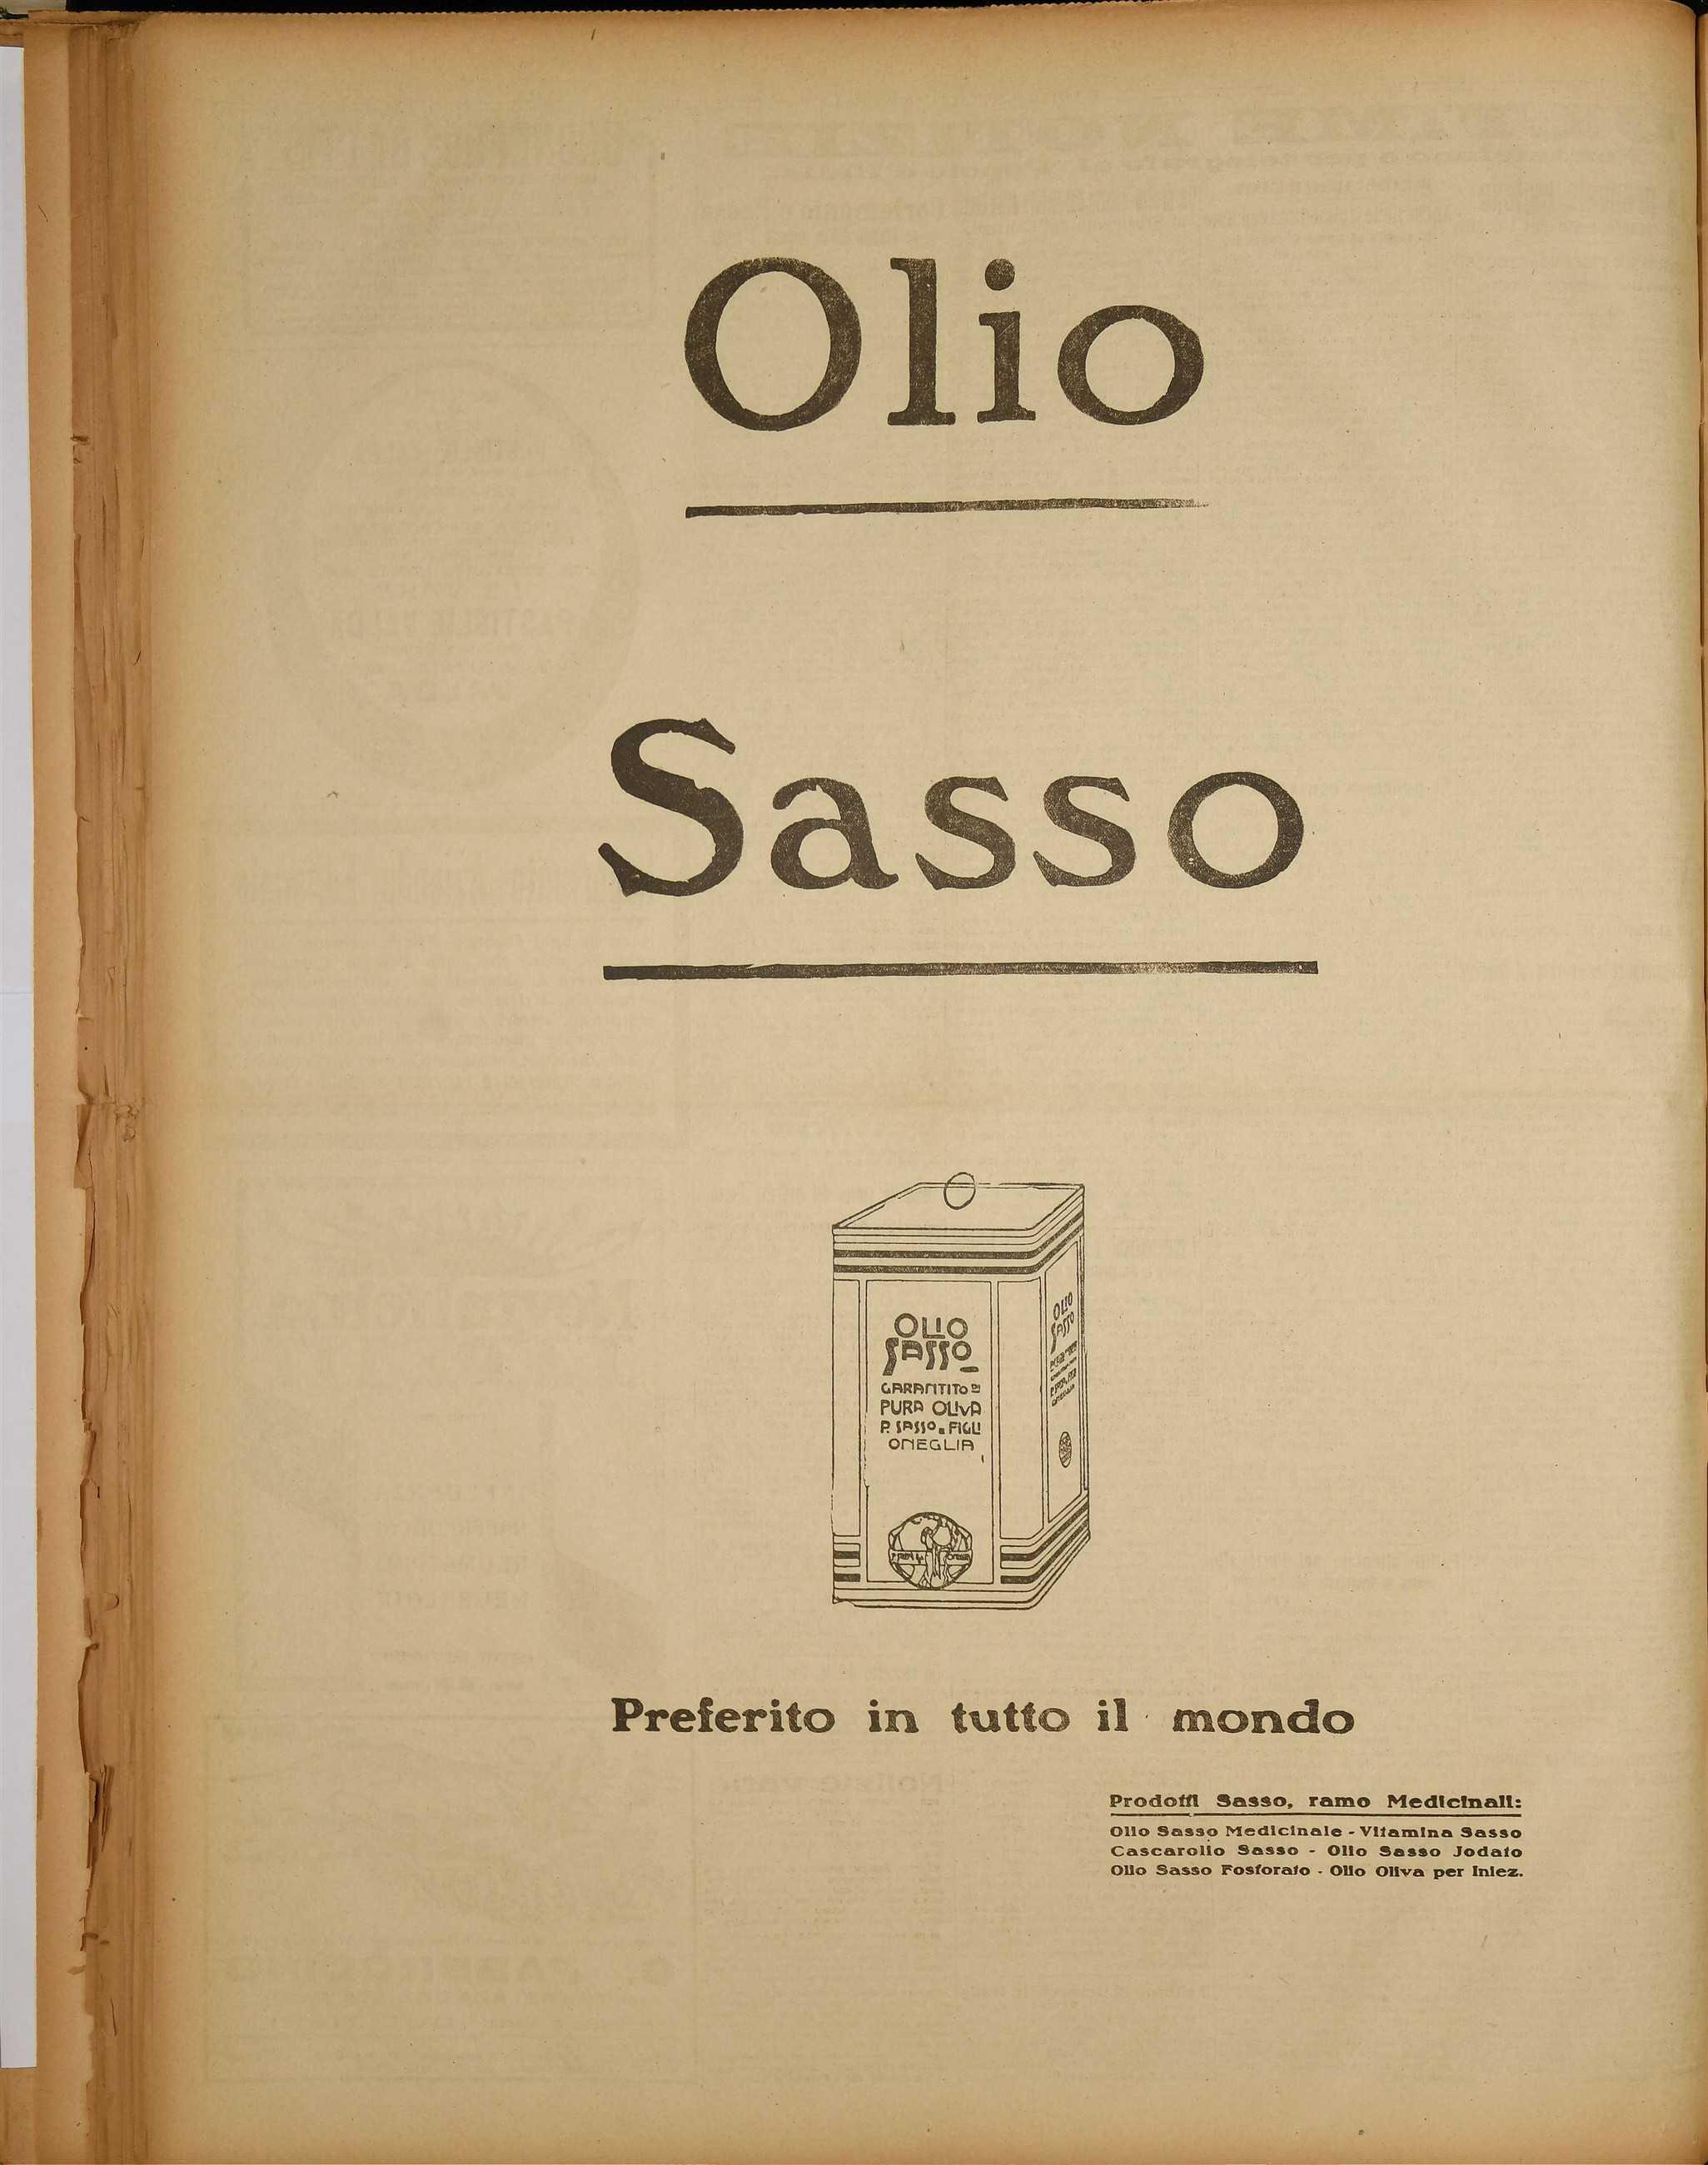 Olio
Sasso
OLIO
SASSO
GARANTITO DI
PURA OLIVA
P. SASSO E FIGLI
ONEGLIA
OLIO
SASSO
Preferito in tutto il mondo
Prodotti Sasso, ramo Medicinali:
Olio Sasso Medicinale - Vitamina Sasso
Cascarolio Sasso - Olio Sasso Jodato
Olio Sasso Fosforato - Olio Oliva per Iniez.